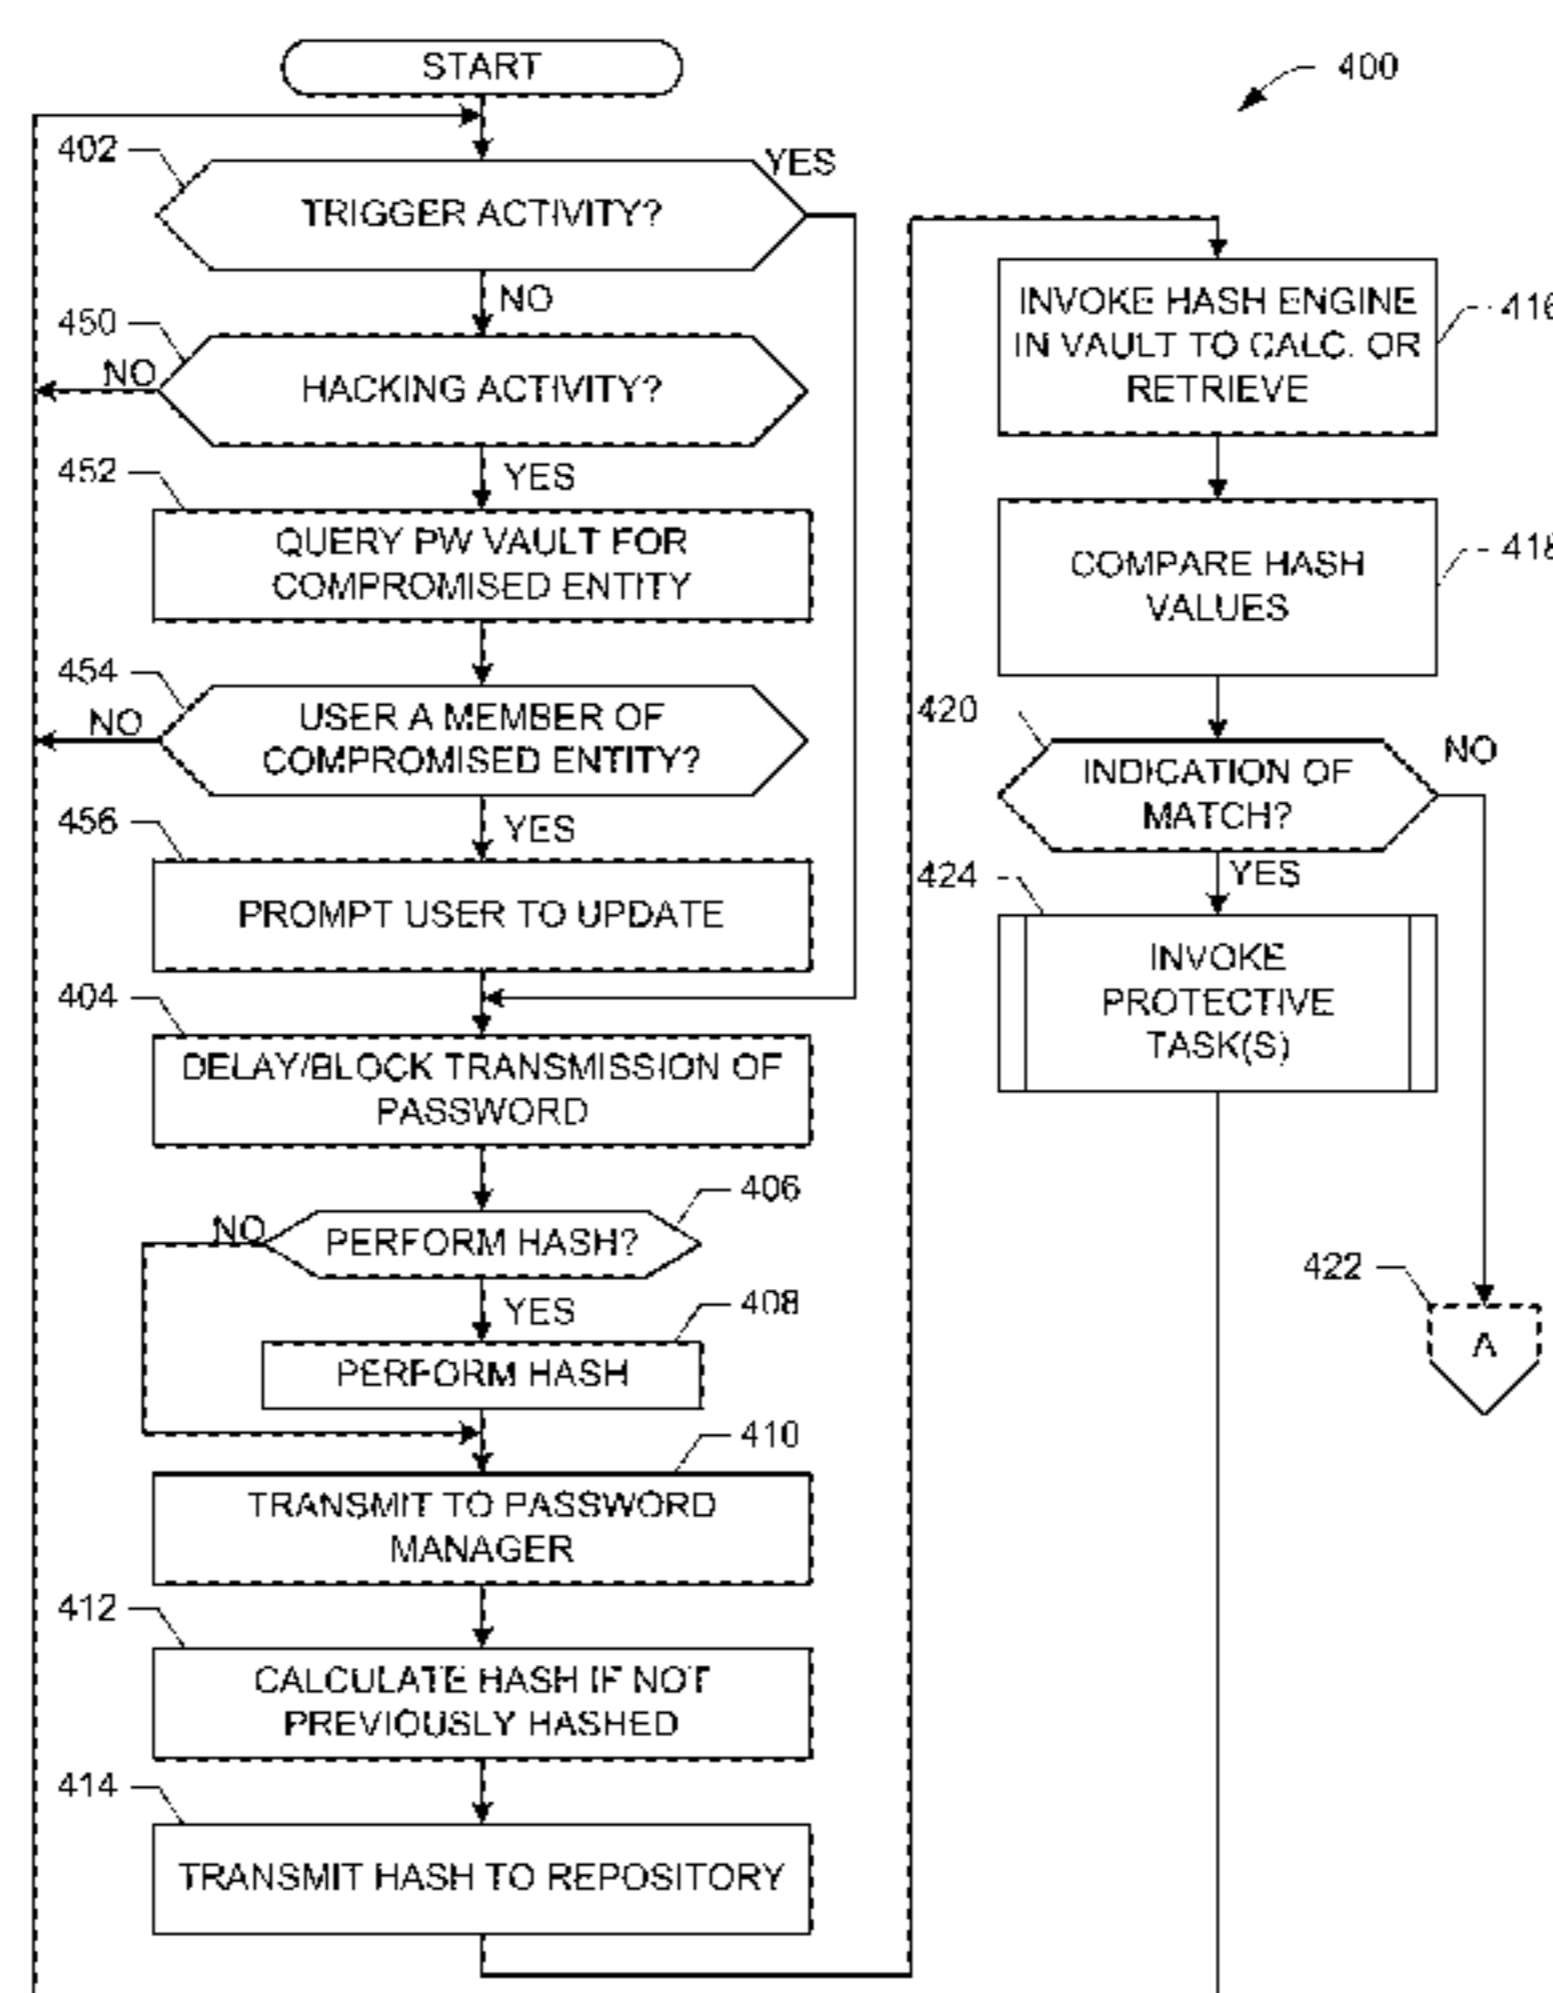 START
400
402
YES
TRIGGER ACTIVITY?
NO
450
NO
HACKING ACTIVITY?
YES
452
QUERY PW VAULT FOR
COMPROMISED ENTITY
454
NO
USER A MEMBER OF
COMPROMISED ENTITY?
YES
456
PROMPT USER TO UPDATE
404
DELAY/BLOCK TRANSMISSION OF
PASSWORD
406
NO
PERFORM HASH?
YES
408
PERFORM HASH
410
TRANSMIT TO PASSWORD
MANAGER
412
CALCULATE HASH IF NOT
PREVIOUSLY HASHED
414
TRANSMIT HASH TO REPOSITORY
INVOKE HASH ENGINE
IN VAULT TO CALC. OR
RETRIEVE
416
COMPARE HASH
VALUES
418
420
NO
INDICATION OF
MATCH?
YES
424
INVOKE
PROTECTIVE
TASK(S)
422
A